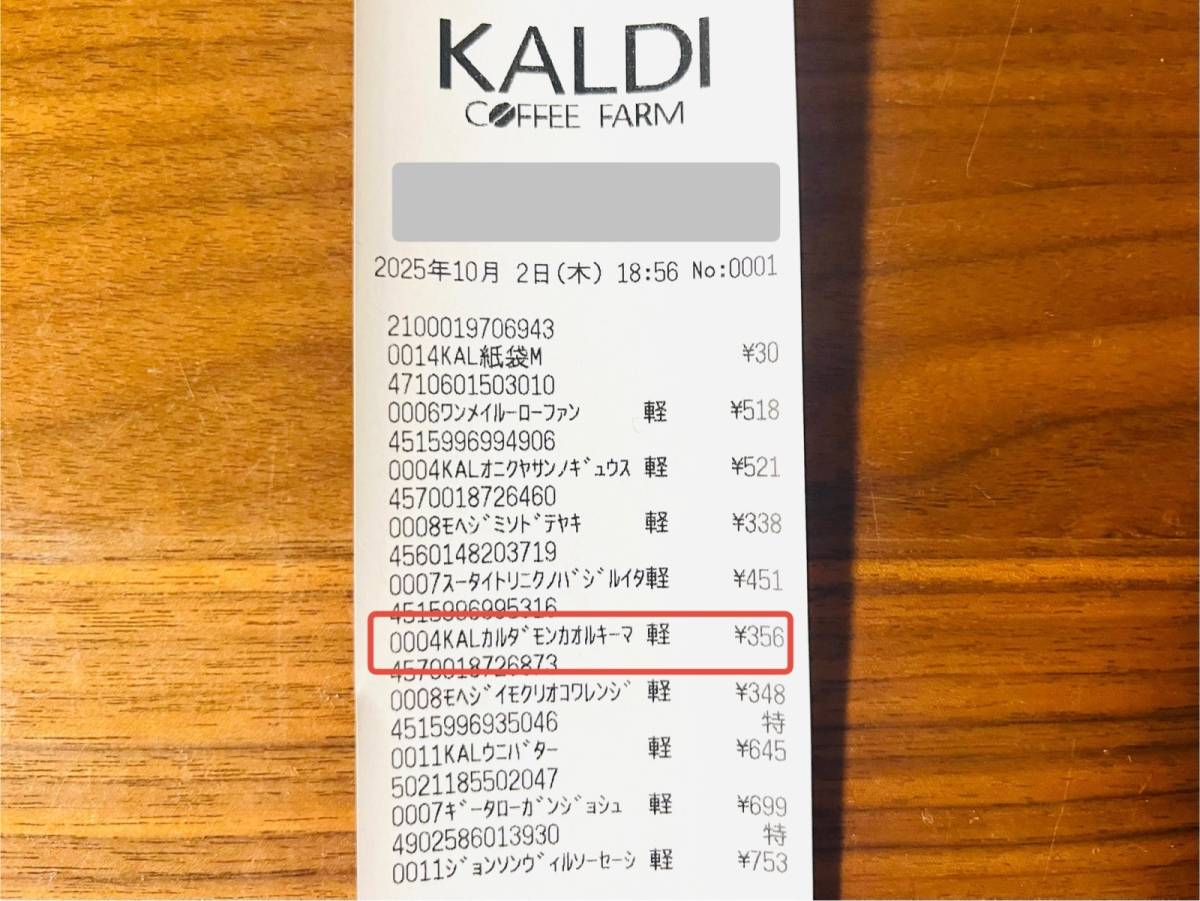 KALDI
COFFEE FARM
2025年10月 2日(木) 18:56 No:0001
2100019706943
0014KAL紙袋M ¥30
4710601503010
0006ワンメイルーローファン 軽 ¥518
4515996994906
0004KALオニクヤサンノギュウス 軽 ¥521
4570018726460
0008モヘジミソドテヤキ 軽 ¥338
4560148203719
0007スータイトリニクノバジルイタ軽 ¥451
4515996995316
0004KALカルダモンカオルキーマ 軽 ¥356
4570018726873
0008モヘジイモクリオコワレンジ 軽 ¥348
4515996935046 特
0011KALウニバター 軽 ¥645
5021185502047
0007ギータローガンジョシュ 軽 ¥699
4902586013930 特
0011ジョンソンヴィルソーセーシ 軽 ¥753